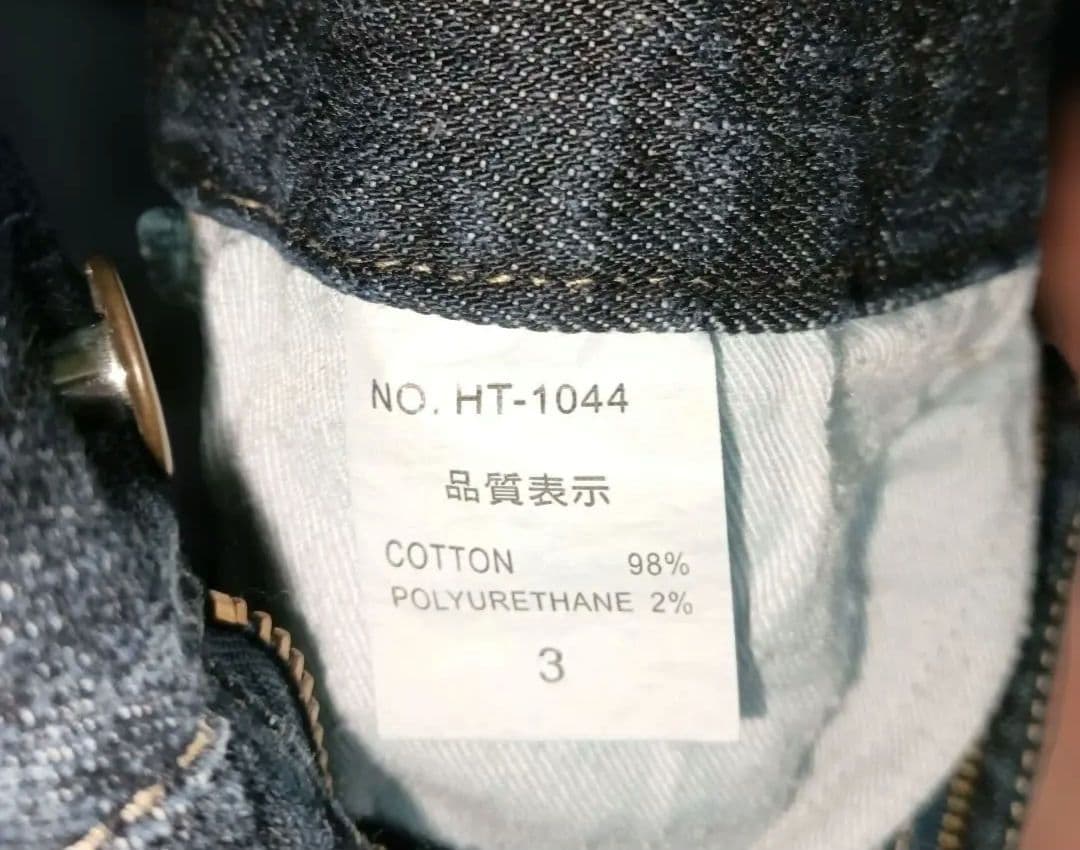 NO. HT-1044
品質表示
COTTON 98%
POLYURETHANE 2%
3